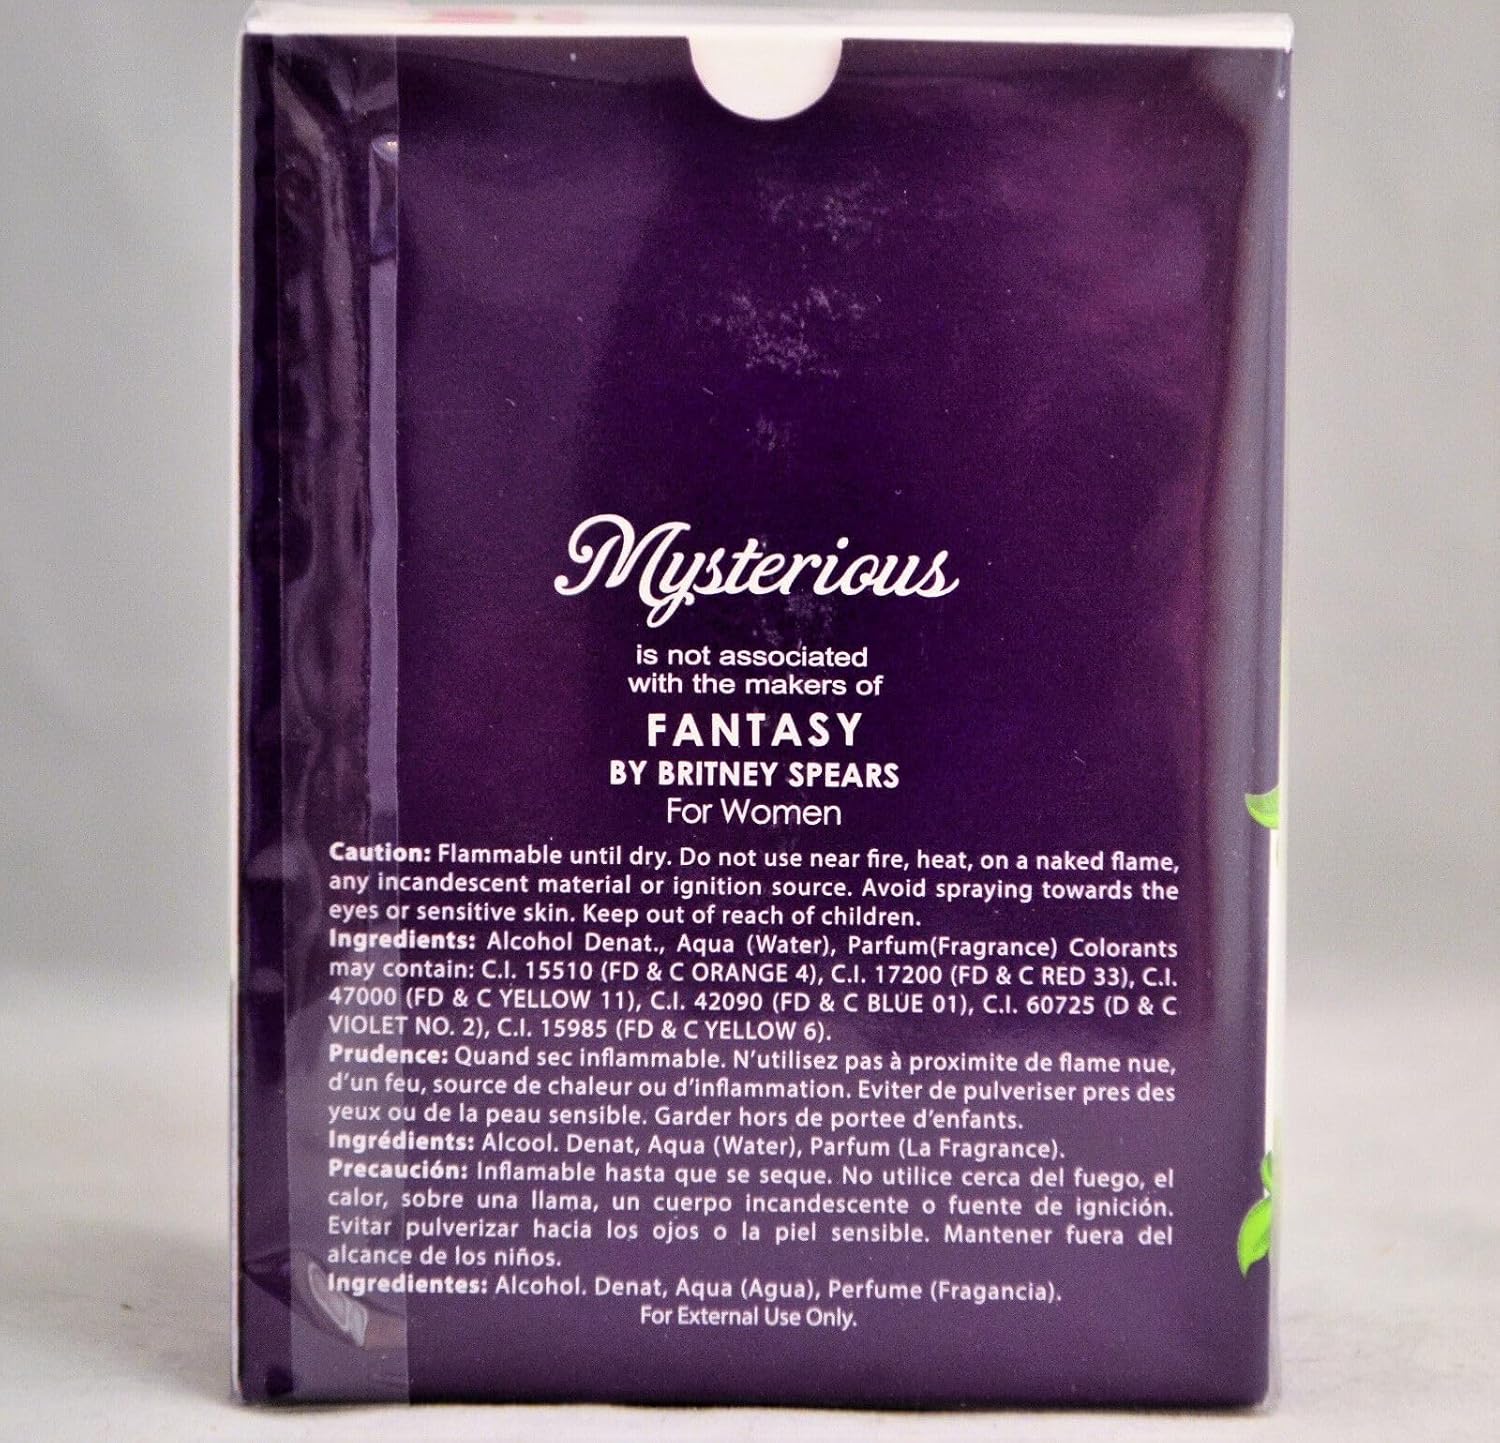 Mysterious
is not associated
with the makers of
FANTASY
BY BRITNEY SPEARS
For Women
Caution: Flammable until dry. Do not use near fire, heat, on a naked flame,
any incandescent material or ignition source. Avoid spraying towards the
eyes or sensitive skin. Keep out of reach of children.
Ingredients: Alcohol Denat., Aqua (Water), Parfum(Fragrance) Colorants
may contain: C.I. 15510 (FD & C ORANGE 4), C.I. 17200 (FD & C RED 33), C.I.
47000 (FD & C YELLOW 11), C.I. 42090 (FD & C BLUE 01), C.I. 60725 (D & C
VIOLET NO. 2), C.I. 15985 (FD & C YELLOW 6).
Prudence: Quand sec inflammable. N’utilisez pas à proximite de flame nue,
d’un feu, source de chaleur ou d’inflammation. Eviter de pulveriser pres des
yeux ou de la peau sensible. Garder hors de portee d’enfants.
Ingrédients: Alcool. Denat, Aqua (Water), Parfum (La Fragrance).
Precaución: Inflamable hasta que se seque. No utilice cerca del fuego, el
calor, sobre una llama, un cuerpo incandescente o fuente de ignición.
Evitar pulverizar hacia los ojos o la piel sensible. Mantener fuera del
alcance de los niños.
Ingredientes: Alcohol. Denat, Aqua (Agua), Perfume (Fragancia).
For External Use Only.